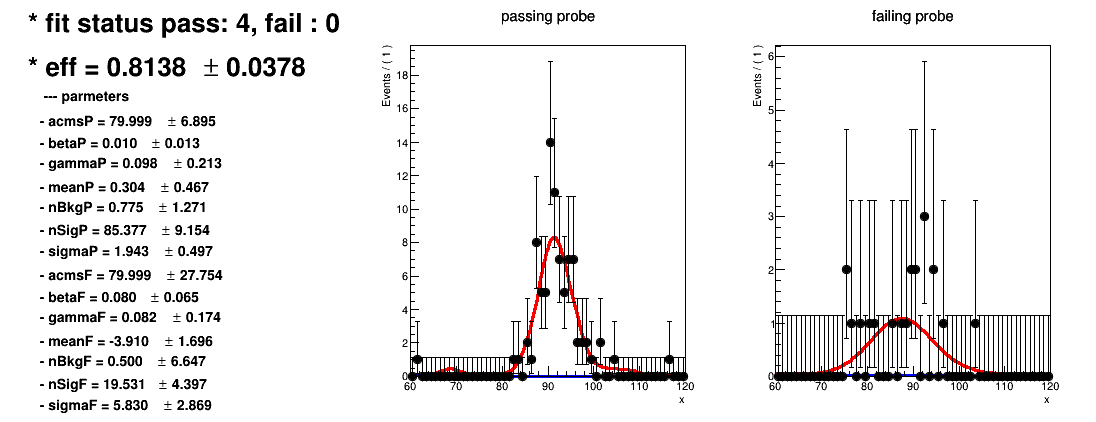 * fit status pass: 4, fail : 0
* eff = 0.8138 ± 0.0378
--- parmeters
- acmsP = 79.999 ± 6.895
- betaP = 0.010 ± 0.013
- gammaP = 0.098 ± 0.213
- meanP = 0.304 ± 0.467
- nBkgP = 0.775 ± 1.271
- nSigP = 85.377 ± 9.154
- sigmaP = 1.943 ± 0.497
- acmsF = 79.999 ± 27.754
- betaF = 0.080 ± 0.065
- gammaF = 0.082 ± 0.174
- meanF = -3.910 ± 1.696
- nBkgF = 0.500 ± 6.647
- nSigF = 19.531 ± 4.397
- sigmaF = 5.830 ± 2.869
passing probe
Events / ( 1 )
18
16
14
12
10
8
6
4
2
0
60 70 80 90 100 110 120
x
failing probe
Events / ( 1 )
6
5
4
3
2
1
0
60 70 80 90 100 110 120
x